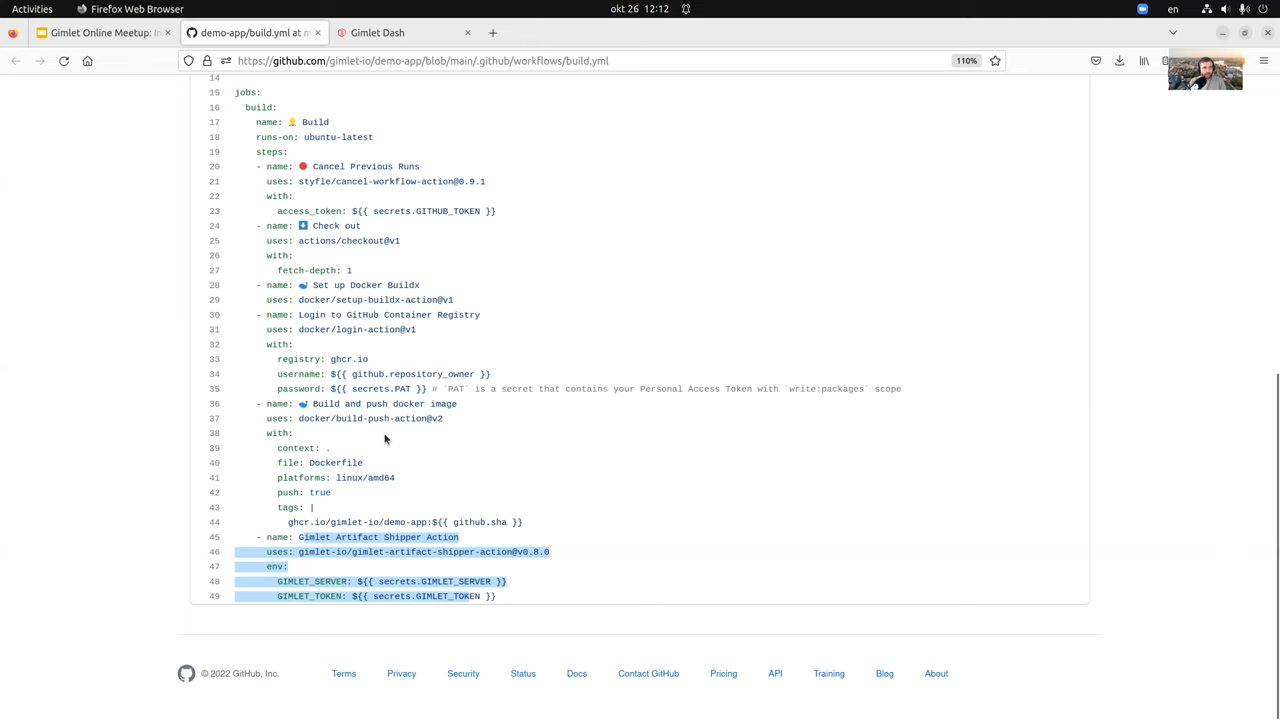 Activities
Firefox Web Browser
okt 26 12:12
en
Gimlet Online Meetup: In
demo-app/build.yml at m
Gimlet Dash
https://github.com/gimlet-io/demo-app/blob/main/.github/workflows/build.yml
110%
14
15 jobs:
16 build:
17 name: 👷 Build
18 runs-on: ubuntu-latest
19 steps:
20 - name: 🔴 Cancel Previous Runs
21 uses: styfle/cancel-workflow-action@0.9.1
22 with:
23 access_token: ${{ secrets.GITHUB_TOKEN }}
24 - name: ⬇️ Check out
25 uses: actions/checkout@v1
26 with:
27 fetch-depth: 1
28 - name: 🐳 Set up Docker Buildx
29 uses: docker/setup-buildx-action@v1
30 - name: Login to GitHub Container Registry
31 uses: docker/login-action@v1
32 with:
33 registry: ghcr.io
34 username: ${{ github.repository_owner }}
35 password: ${{ secrets.PAT }} # `PAT` is a secret that contains your Personal Access Token with `write:packages` scope
36 - name: 🐳 Build and push docker image
37 uses: docker/build-push-action@v2
38 with:
39 context: .
40 file: Dockerfile
41 platforms: linux/amd64
42 push: true
43 tags: |
44 ghcr.io/gimlet-io/demo-app:${{ github.sha }}
45 - name: Gimlet Artifact Shipper Action
46 uses: gimlet-io/gimlet-artifact-shipper-action@v0.8.0
47 env:
48 GIMLET_SERVER: ${{ secrets.GIMLET_SERVER }}
49 GIMLET_TOKEN: ${{ secrets.GIMLET_TOKEN }}
© 2022 GitHub, Inc.
Terms
Privacy
Security
Status
Docs
Contact GitHub
Pricing
API
Training
Blog
About